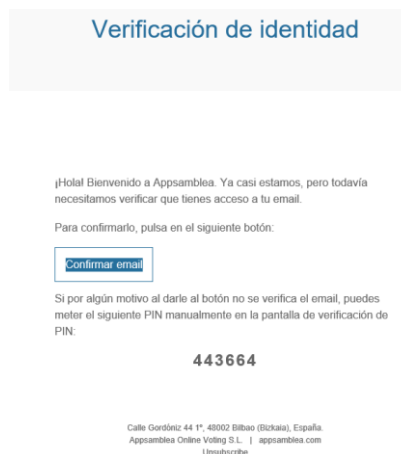 Verificación de identidad
¡Hola! Bienvenido a Appsamblea. Ya casi estamos, pero todavía
necesitamos verificar que tienes acceso a tu email.
Para confirmarlo, pulsa en el siguiente botón:
Confirmar email
Si por algún motivo al darle al botón no se verifica el email, puedes
meter el siguiente PIN manualmente en la pantalla de verificación de
PIN:
443664
Calle Gordóniz 44 1°, 48002 Bilbao (Bizkaia), España.
Appsamblea Online Voting S.L. | appsamblea.com
Unsubscribe